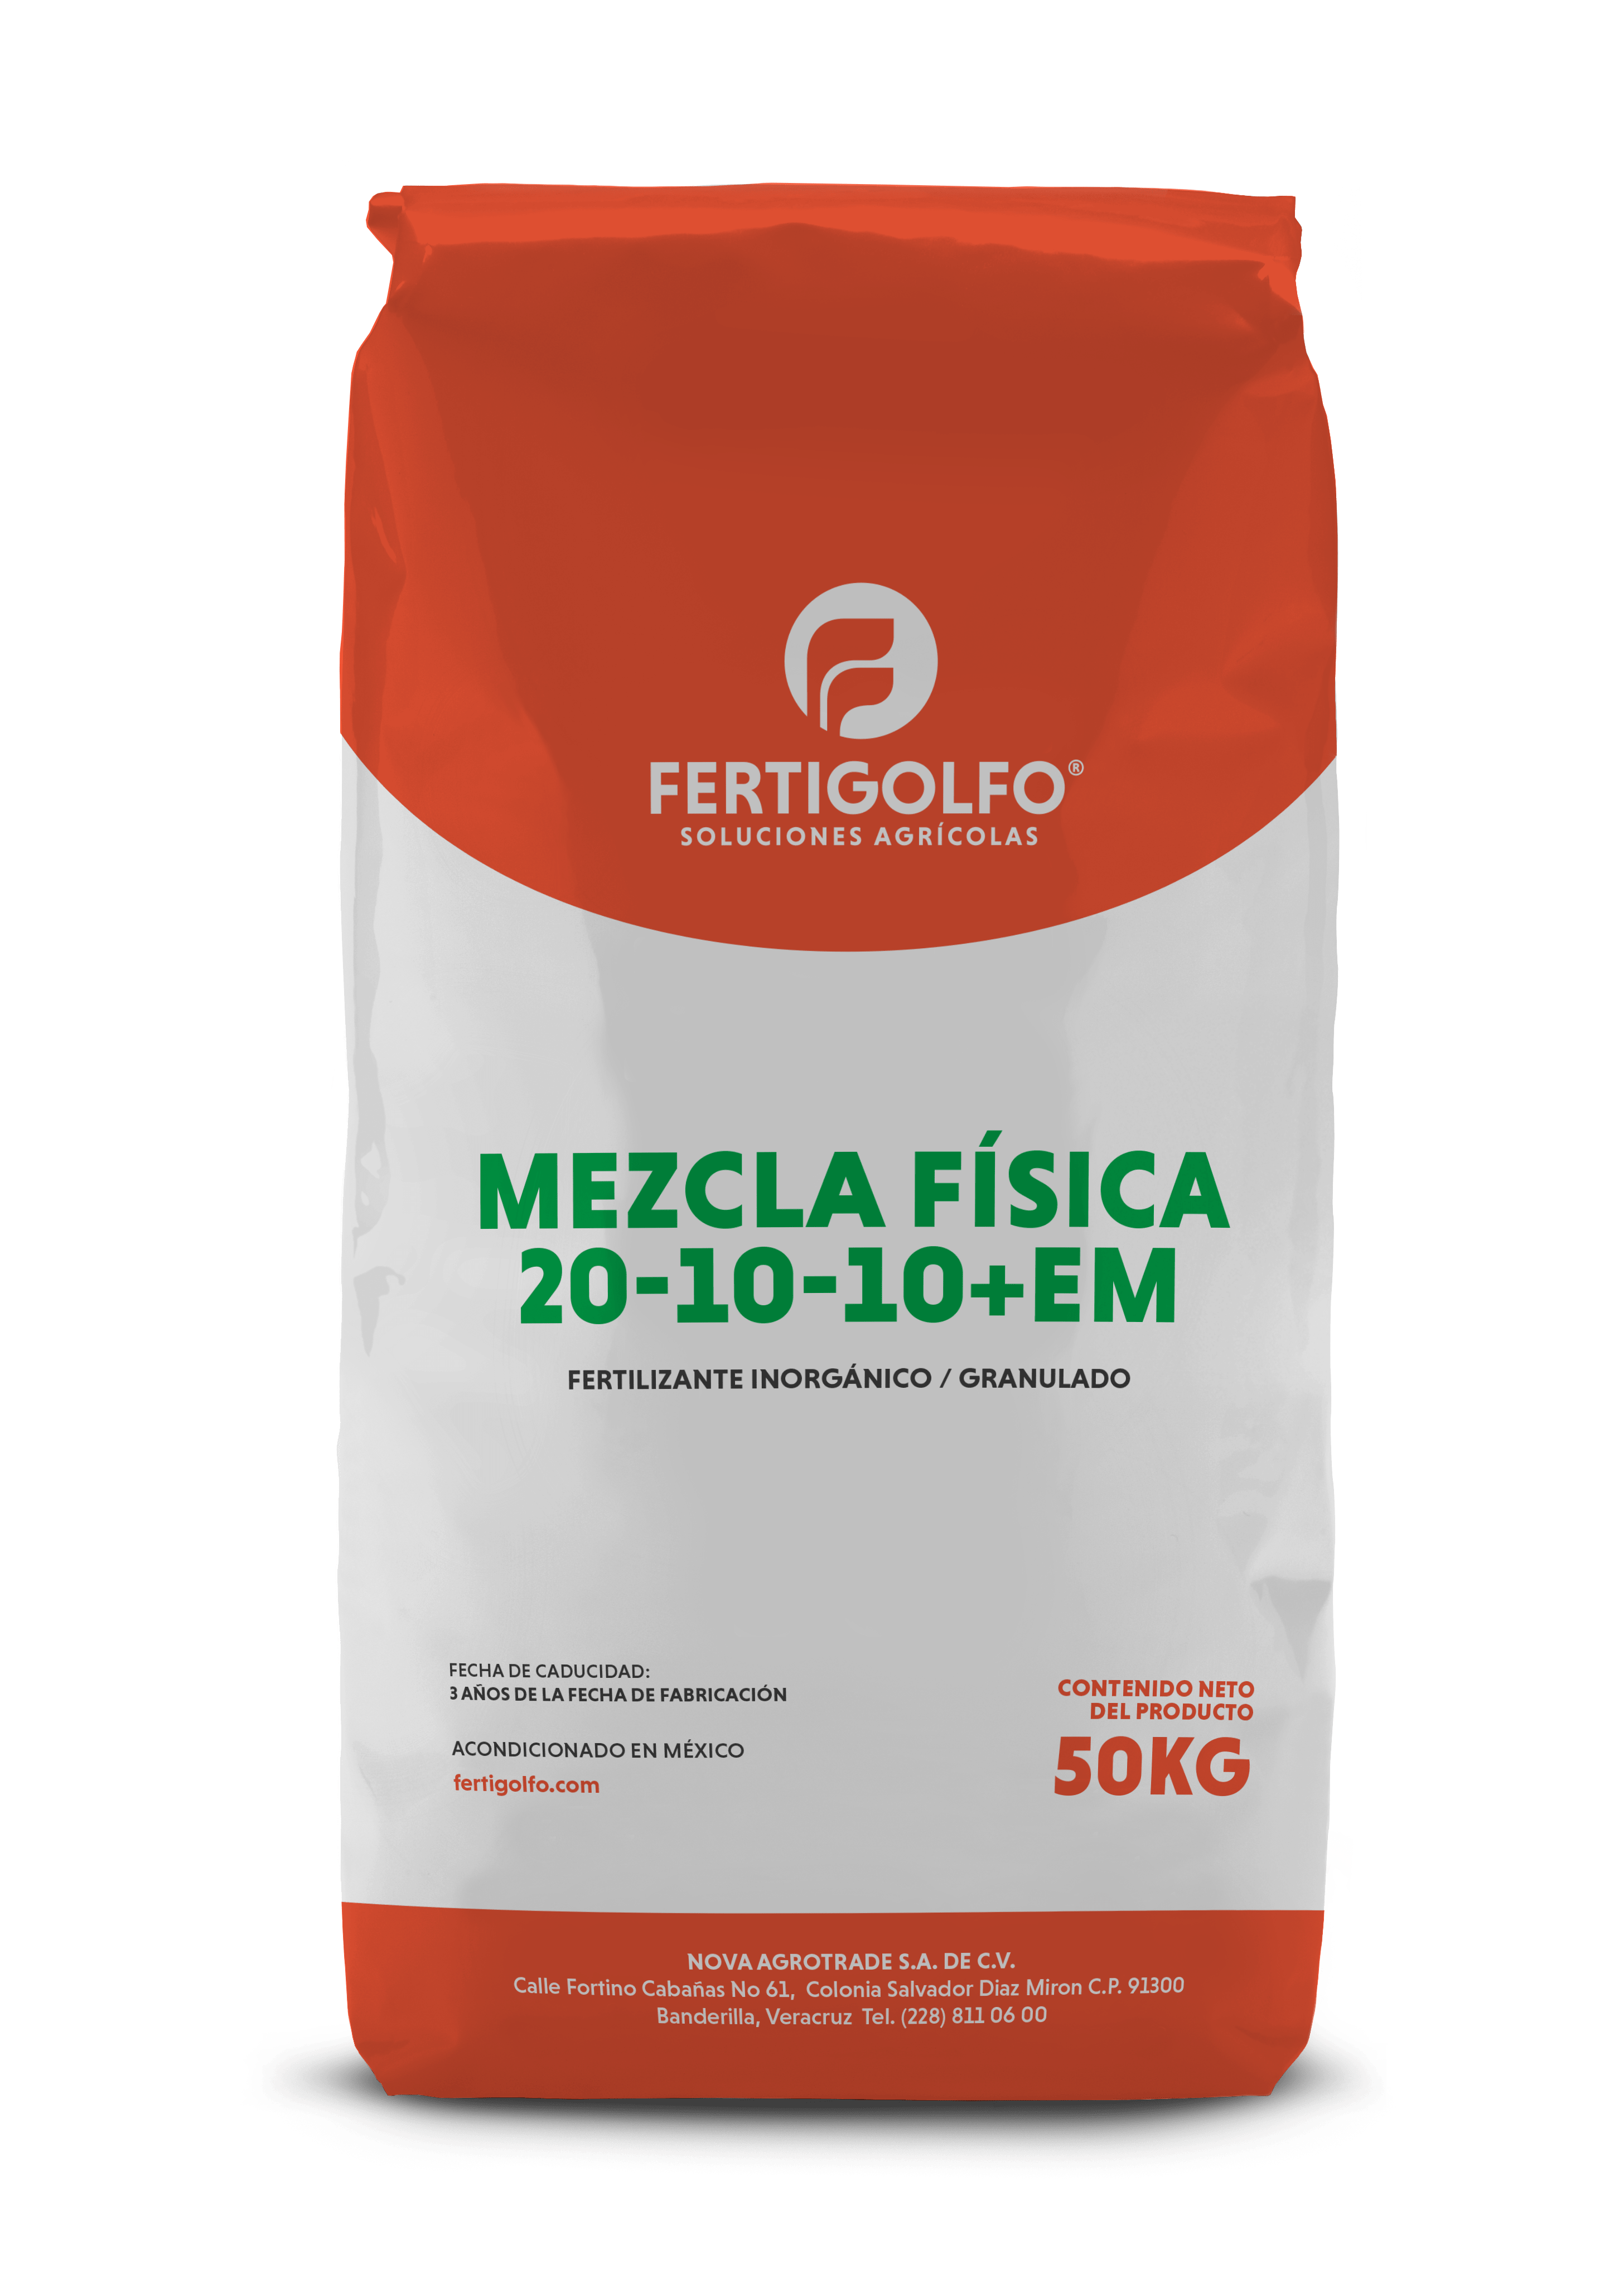 FERTIGOLFO®
SOLUCIONES AGRÍCOLAS
MEZCLA FÍSICA
20-10-10+EM
FERTILIZANTE INORGÁNICO / GRANULADO
FECHA DE CADUCIDAD:
3 AÑOS DE LA FECHA DE FABRICACIÓN
ACONDICIONADO EN MÉXICO
fertigolfo.com
CONTENIDO NETO
DEL PRODUCTO
50KG
NOVA AGROTRADE S.A. DE C.V.
Calle Fortino Cabañas No 61, Colonia Salvador Diaz Miron C.P. 91300
Banderilla, Veracruz Tel. (228) 811 06 00